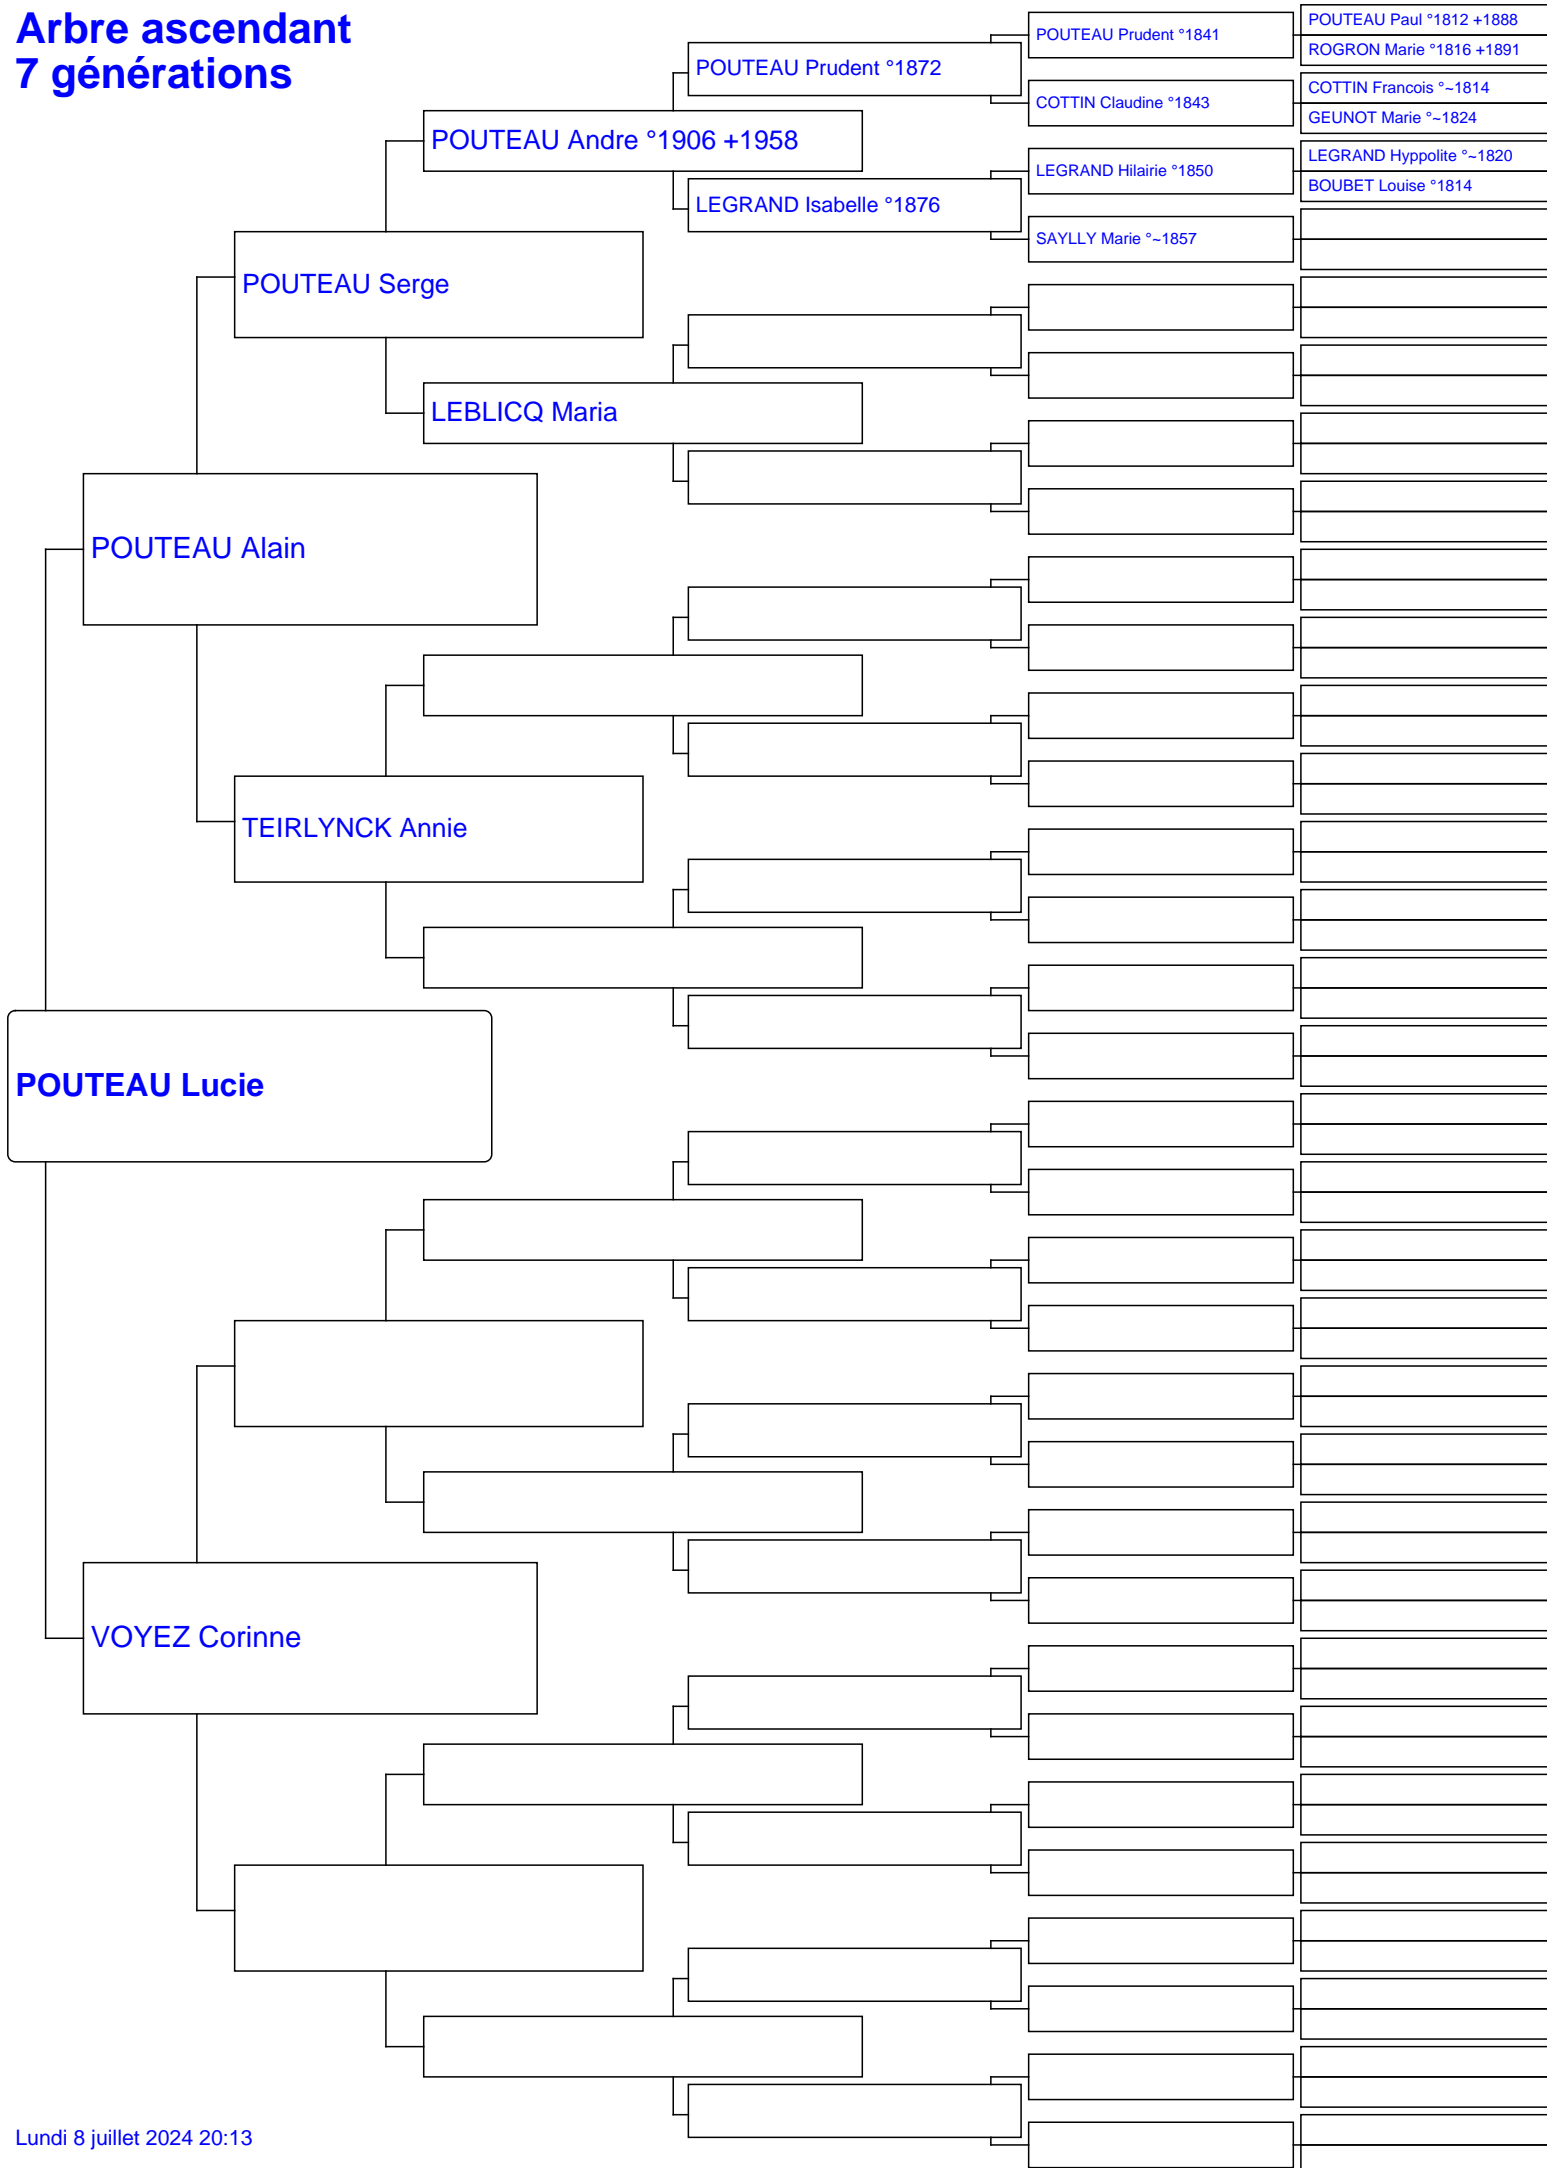 Arbre ascendant
7 générations
POUTEAU Lucie
POUTEAU Alain
VOYEZ Corinne
POUTEAU Serge
TEIRLYNCK Annie
POUTEAU Andre °1906 +1958
LEBLICQ Maria
POUTEAU Prudent °1872
LEGRAND Isabelle °1876
POUTEAU Prudent °1841
COTTIN Claudine °1843
LEGRAND Hilairie °1850
SAYLLY Marie °~1857
POUTEAU Paul °1812 +1888
ROGRON Marie °1816 +1891
COTTIN Francois °~1814
GEUNOT Marie °~1824
LEGRAND Hyppolite °~1820
BOUBET Louise °1814
Lundi 8 juillet 2024 20:13